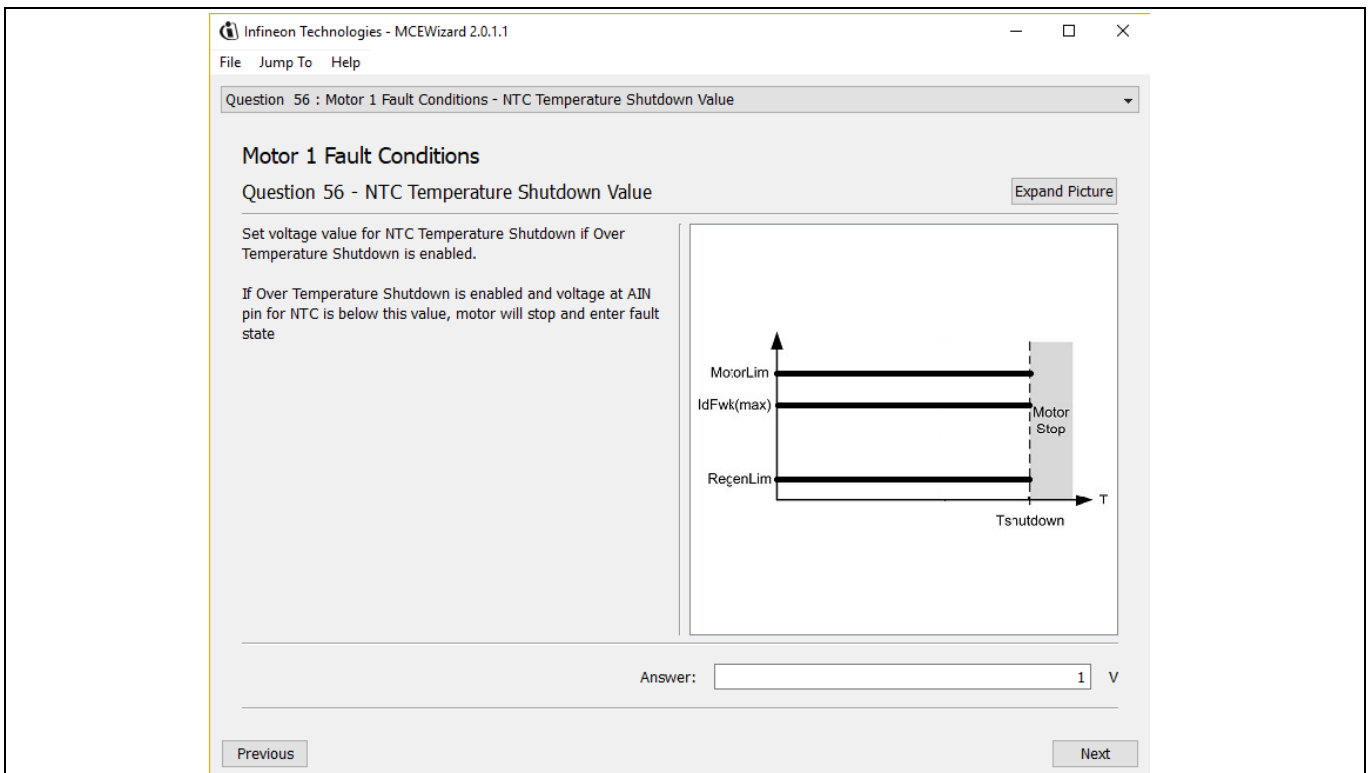 Infineon Technologies - MCEWizard 2.0.1.1
File Jump To Help
Question 56 : Motor 1 Fault Conditions - NTC Temperature Shutdown Value
Motor 1 Fault Conditions
Question 56 - NTC Temperature Shutdown Value
Expand Picture
Set voltage value for NTC Temperature Shutdown if Over
Temperature Shutdown is enabled.
If Over Temperature Shutdown is enabled and voltage at AIN
pin for NTC is below this value, motor will stop and enter fault
state
MotorLim
IdFwk(max)
Motor
Stop
RegenLim
T
Tshutdown
Answer: 1 V
Previous Next